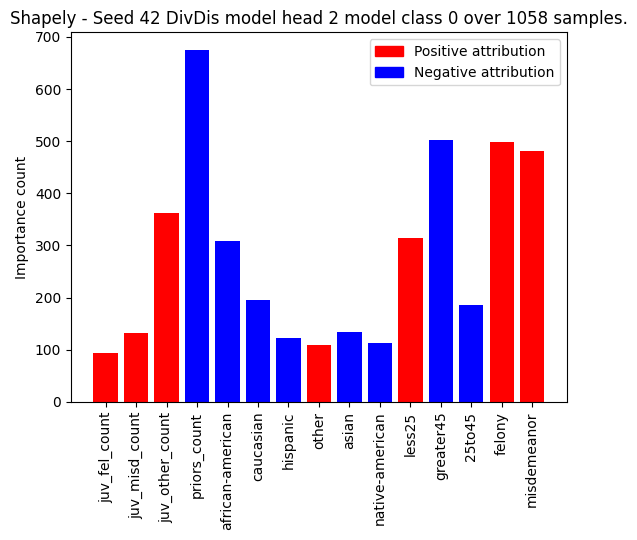 Shapely - Seed 42 DivDis model head 2 model class 0 over 1058 samples.
Positive attribution
Negative attribution
Importance count
700
600
500
400
300
200
100
0
juv_fel_count
juv_misd_count
juv_other_count
priors_count
african-american
caucasian
hispanic
other
asian
native-american
less25
greater45
25to45
felony
misdemeanor